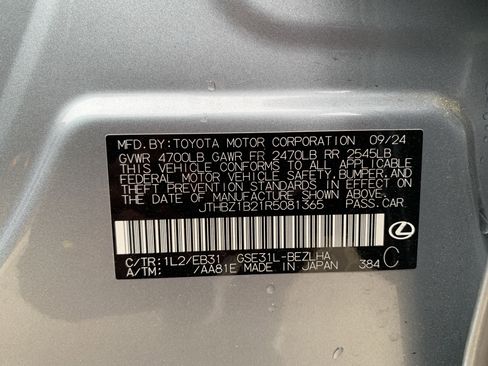 MFD. BY:TOYOTA MOTOR CORPORATION 09/24
GVWR 4700LB GAWR FR 2470LB RR 2545LB
THIS VEHICLE CONFORMS TO ALL APPLICABLE
FEDERAL MOTOR VEHICLE SAFETY,BUMPER,AND
THEFT PREVENTION STANDARDS IN EFFECT ON
THE DATE OF MANUFACTURE SHOWN ABOVE.
JTHBZ1B21R5081365 PASS.CAR
C/TR:1L2/EB31 GSE31L-BEZLHA C
A/TM: /AA81E MADE IN JAPAN 384